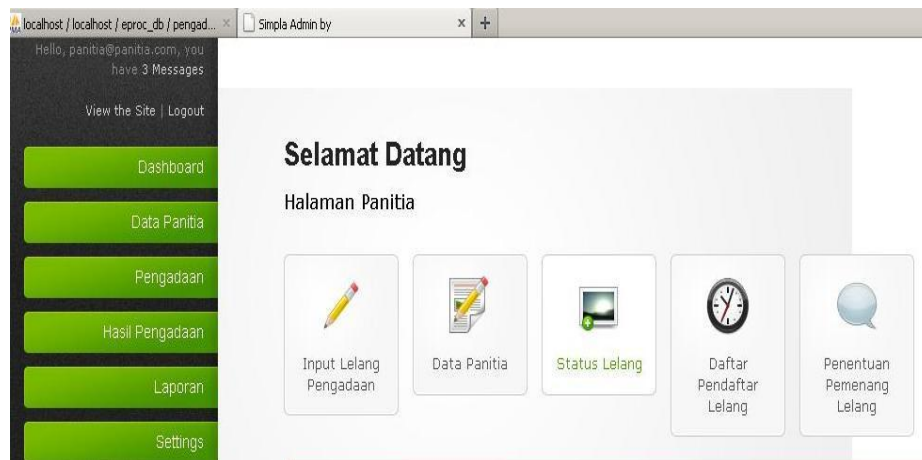 localhost / localhost / eproc_db / pengad...
Simpla Admin by
Hello, panitia@panitia.com, you
have 3 Messages
View the Site | Logout
Dashboard
Data Panitia
Pengadaan
Hasil Pengadaan
Laporan
Settings
Selamat Datang
Halaman Panitia
Input Lelang
Pengadaan
Data Panitia
Status Lelang
Daftar
Pendaftar
Lelang
Penentuan
Pemenang
Lelang